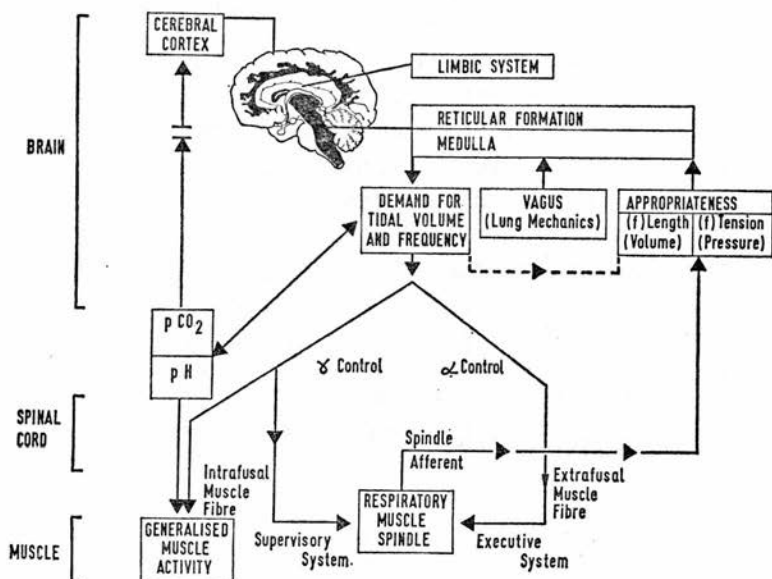 CEREBRAL
CORTEX
LIMBIC SYSTEM
RETICULAR FORMATION
MEDULLA
BRAIN
DEMAND FOR
TIDAL VOLUME
AND FREQUENCY
VAGUS
(Lung Mechanics)
APPROPRIATENESS
(f)Length
(Volume)
(f)Tension
(Pressure)
p CO2
p H
γ Control
α Control
SPINAL
CORD
Spindle
Afferent
Intrafusal
Muscle
Fibre
Extrafusal
Muscle
Fibre
RESPIRATORY
MUSCLE
SPINDLE
Supervisory
System.
Executive
System
MUSCLE
GENERALISED
MUSCLE
ACTIVITY